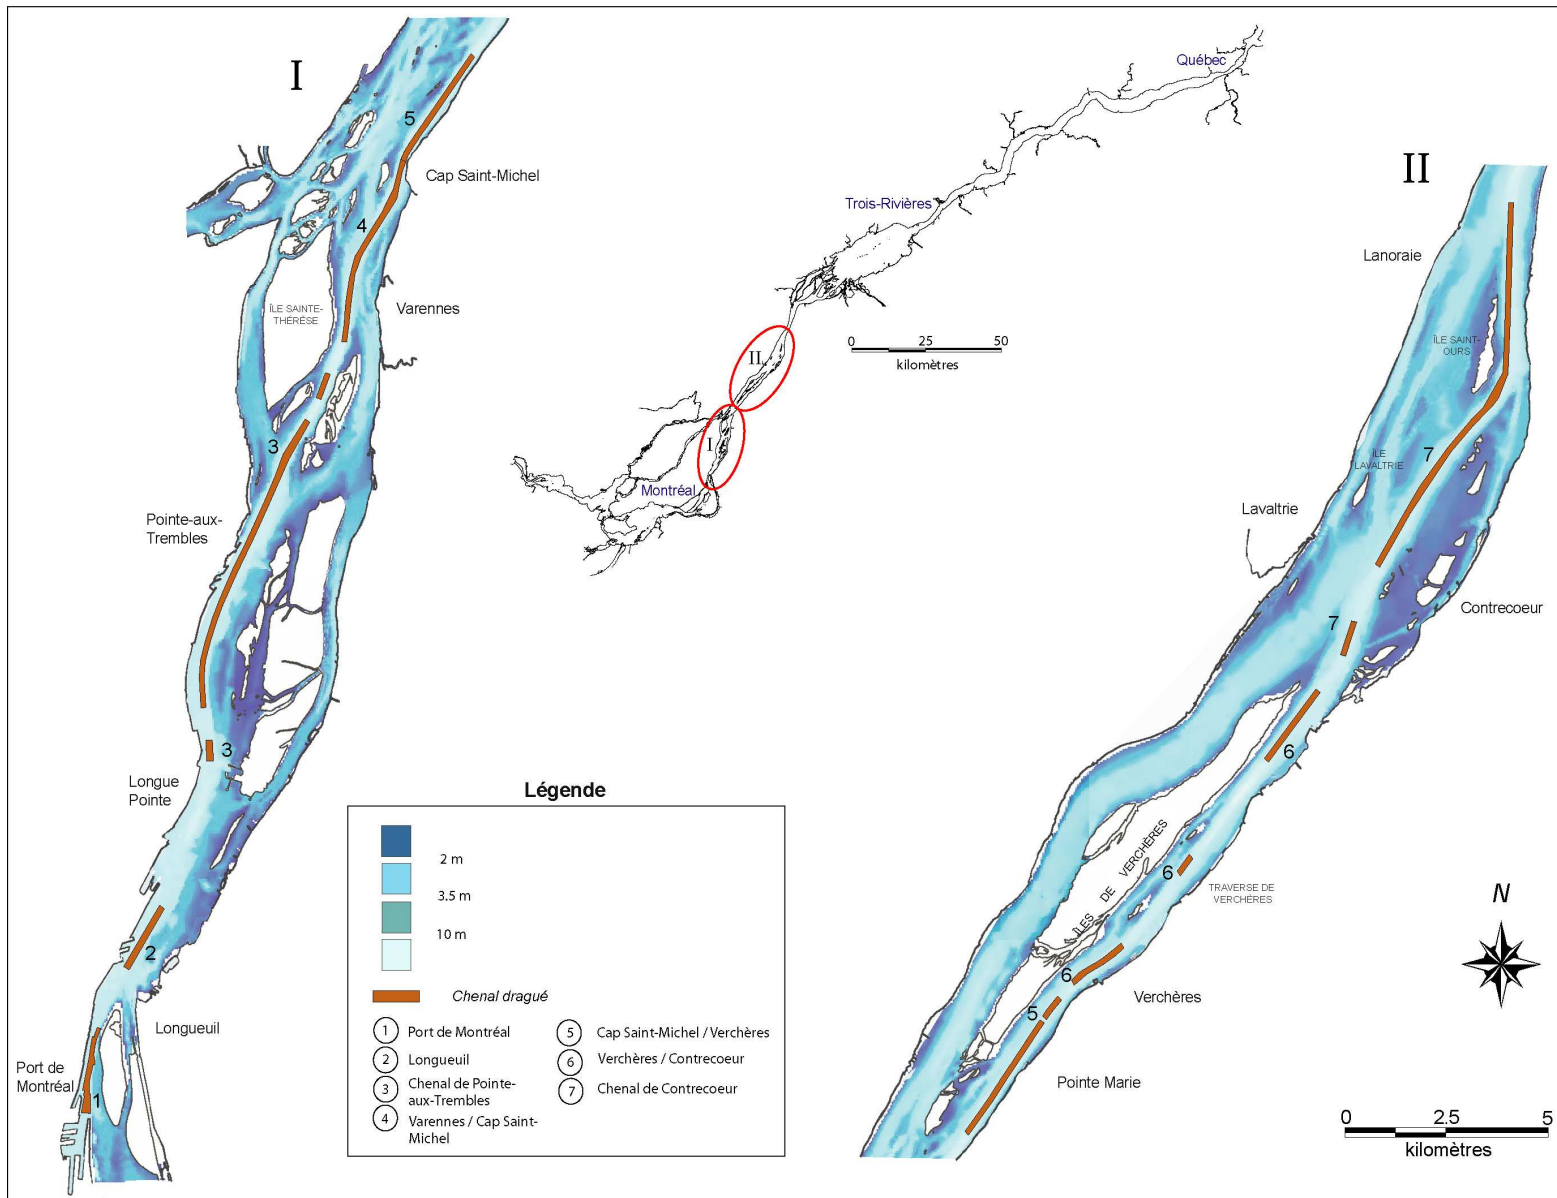 I
5
Cap Saint-Michel
4
ÎLE SAINTE-
THÉRÈSE
Varennes
3
Pointe-aux-
Trembles
3
Longue
Pointe
2
Longueuil
Port de
Montréal
1
Québec
Trois-Rivières
0 25 50
kilomètres
II
I
Montréal
II
Lanoraie
ÎLE SAINT-
OURS
7
ÎLE
LAVALTRIE
Lavaltrie
Contrecoeur
7
6
6
ÎLES DE VERCHÈRES
TRAVERSE DE
VERCHÈRES
6
Verchères
5
Pointe Marie
N
0 2.5 5
kilomètres
Légende
2 m
3.5 m
10 m
Chenal dragué
1 Port de Montréal
2 Longueuil
3 Chenal de Pointe-
aux-Trembles
4 Varennes / Cap Saint-
Michel
5 Cap Saint-Michel / Verchères
6 Verchères / Contrecoeur
7 Chenal de Contrecoeur